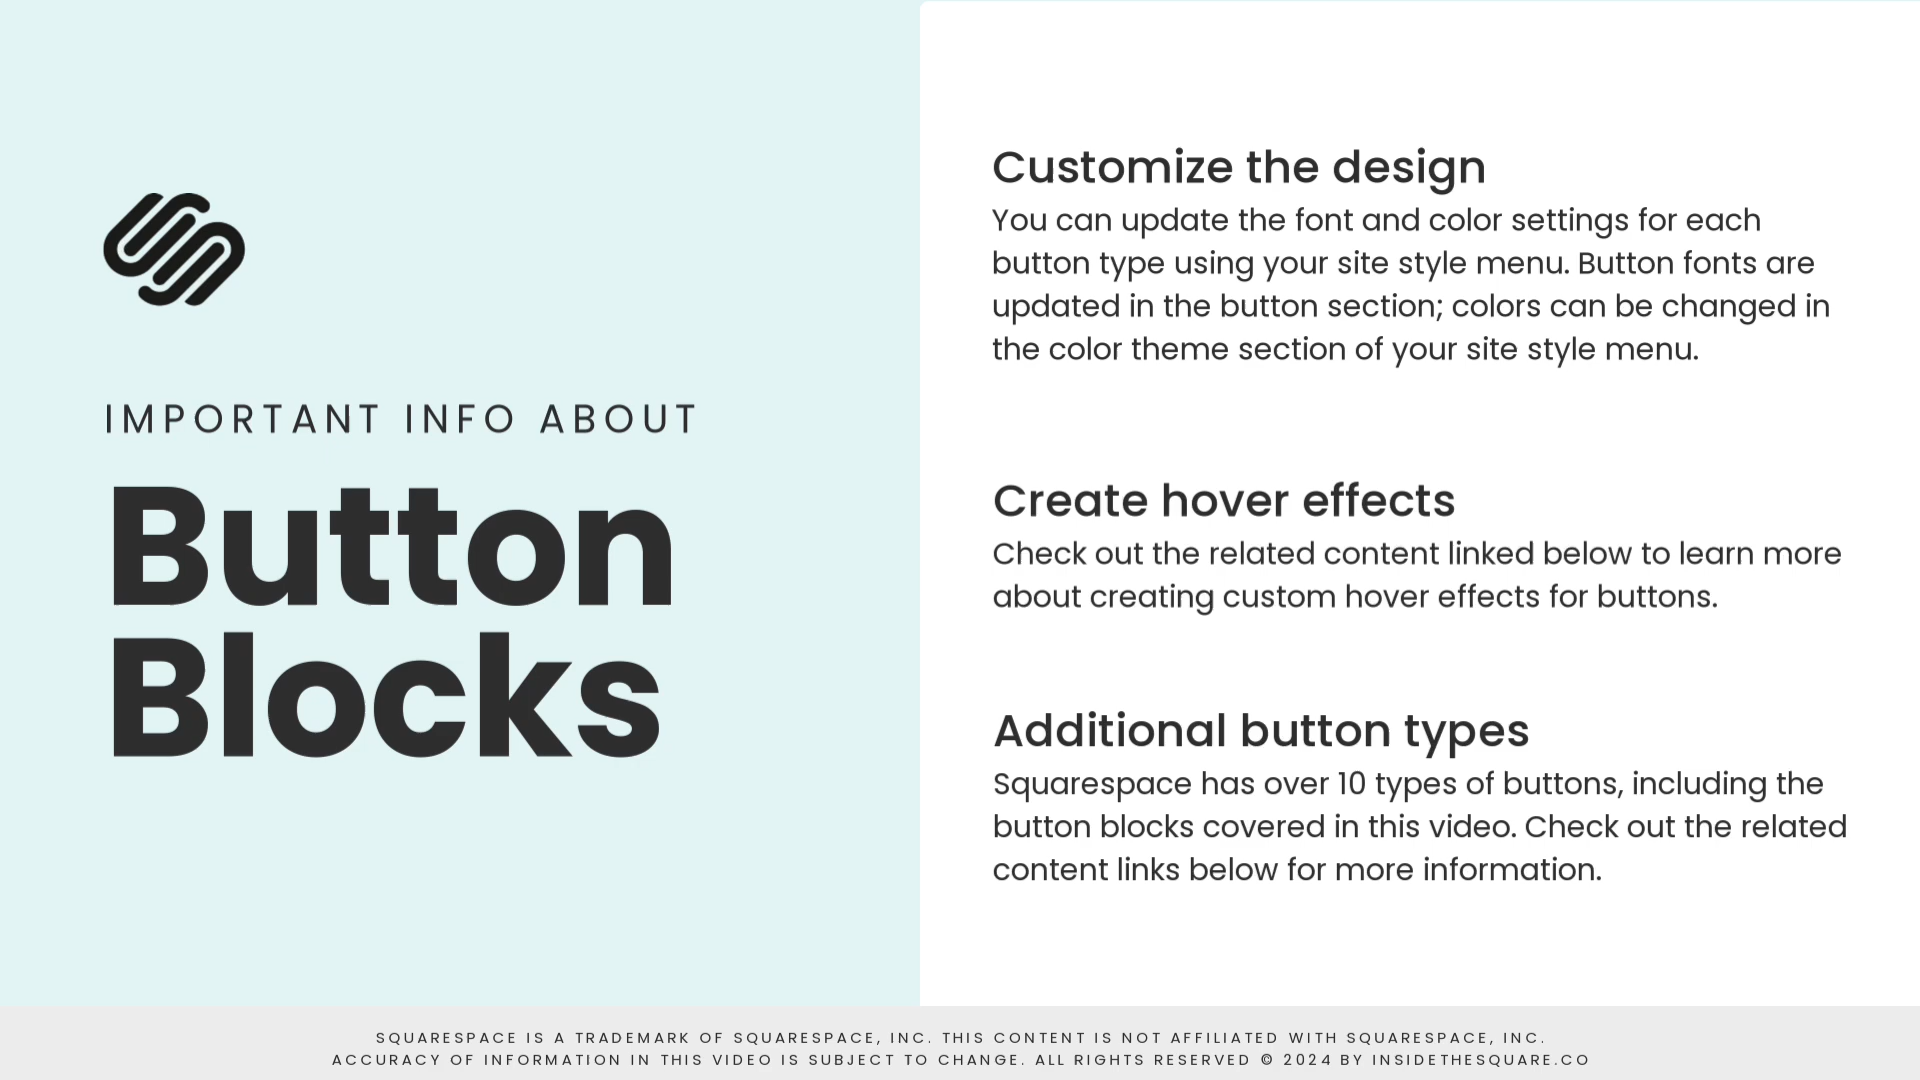 IMPORTANT INFO ABOUT
Button
Blocks
Customize the design
You can update the font and color settings for each
button type using your site style menu. Button fonts are
updated in the button section; colors can be changed in
the color theme section of your site style menu.
Create hover effects
Check out the related content linked below to learn more
about creating custom hover effects for buttons.
Additional button types
Squarespace has over 10 types of buttons, including the
button blocks covered in this video. Check out the related
content links below for more information.
SQUARESPACE IS A TRADEMARK OF SQUARESPACE, INC. THIS CONTENT IS NOT AFFILIATED WITH SQUARESPACE, INC.
ACCURACY OF INFORMATION IN THIS VIDEO IS SUBJECT TO CHANGE. ALL RIGHTS RESERVED © 2024 BY INSIDETHESQUARE.CO